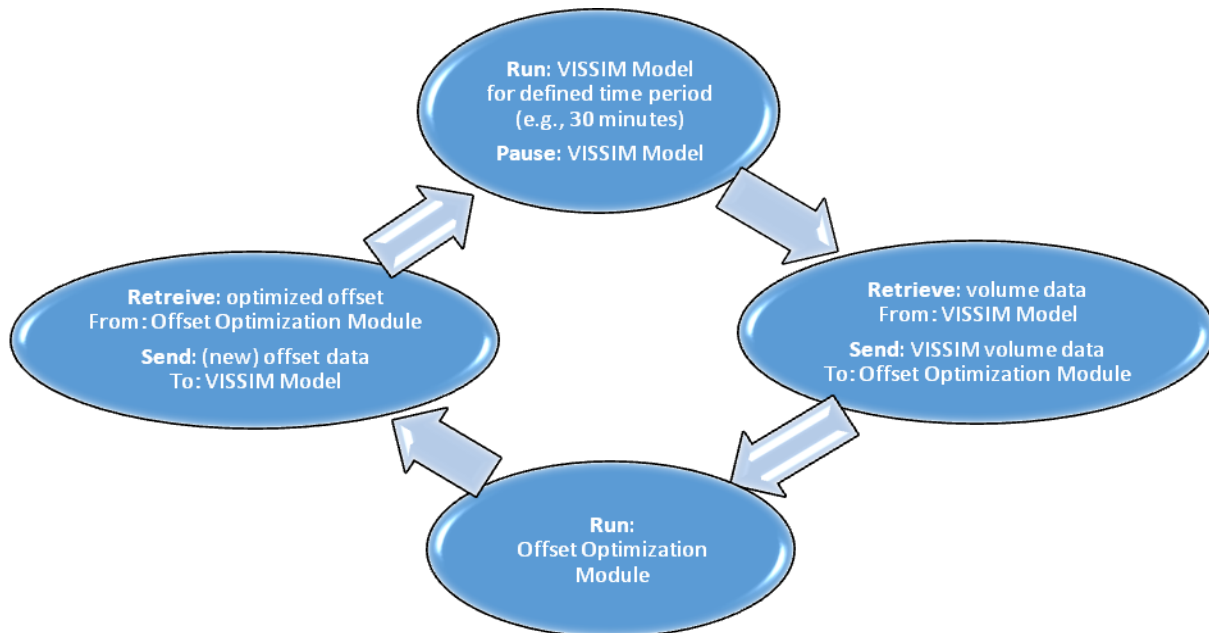 Run: VISSIM Model
for defined time period
(e.g., 30 minutes)
Pause: VISSIM Model
Retrieve: volume data
From: VISSIM Model
Send: VISSIM volume data
To: Offset Optimization Module
Run:
Offset Optimization
Module
Retreive: optimized offset
From: Offset Optimization Module
Send: (new) offset data
To: VISSIM Model